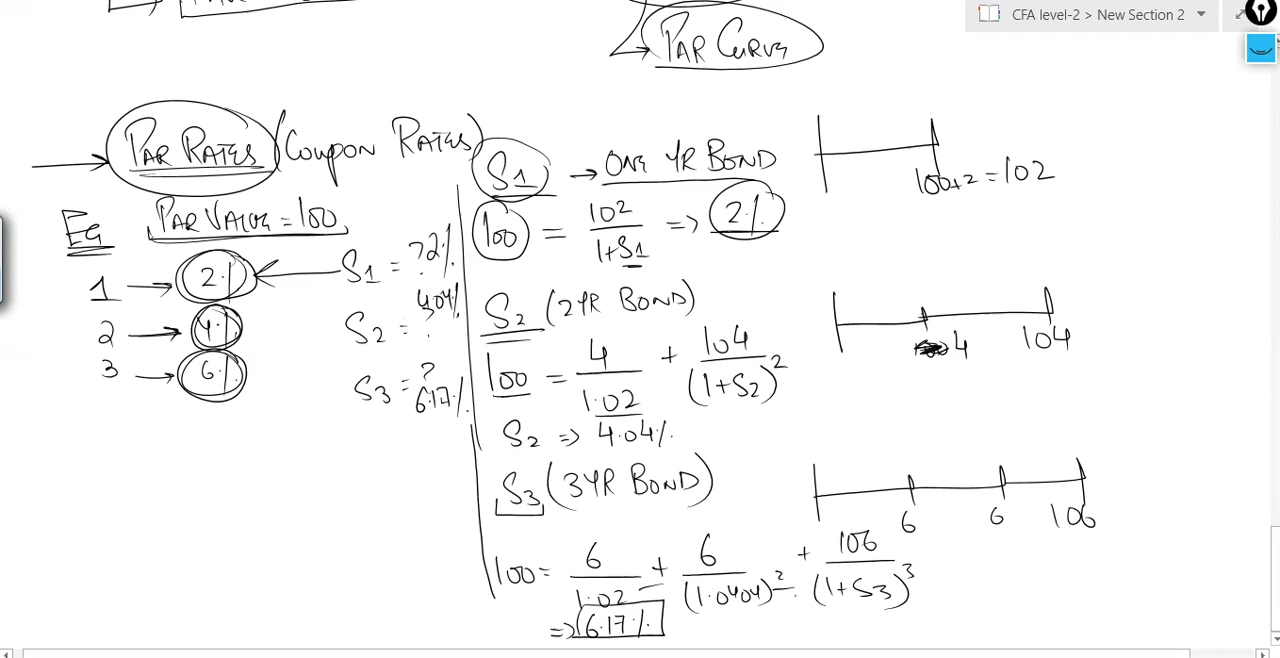 CFA level-2 > New Section 2
PAR CURVE
PAR RATES (COUPON RATES)
Eg PAR VALUE = 100
1 → 2% S1 = ? 2%
2 → 4% S2 = ? 4.04%
3 → 6% S3 = ? 6.17%
S1 → ONE YR BOND
100+2 = 102
100 = 102 / 1+S1 => 2%
S2 (2YR BOND)
4 104
100 = 4 / 1.02 + 104 / (1+S2)^2
S2 => 4.04%
S3 (3YR BOND)
6 6 106
100 = 6 / 1.02 + 6 / (1.0404)^2 + 106 / (1+S3)^3
=> 6.17%